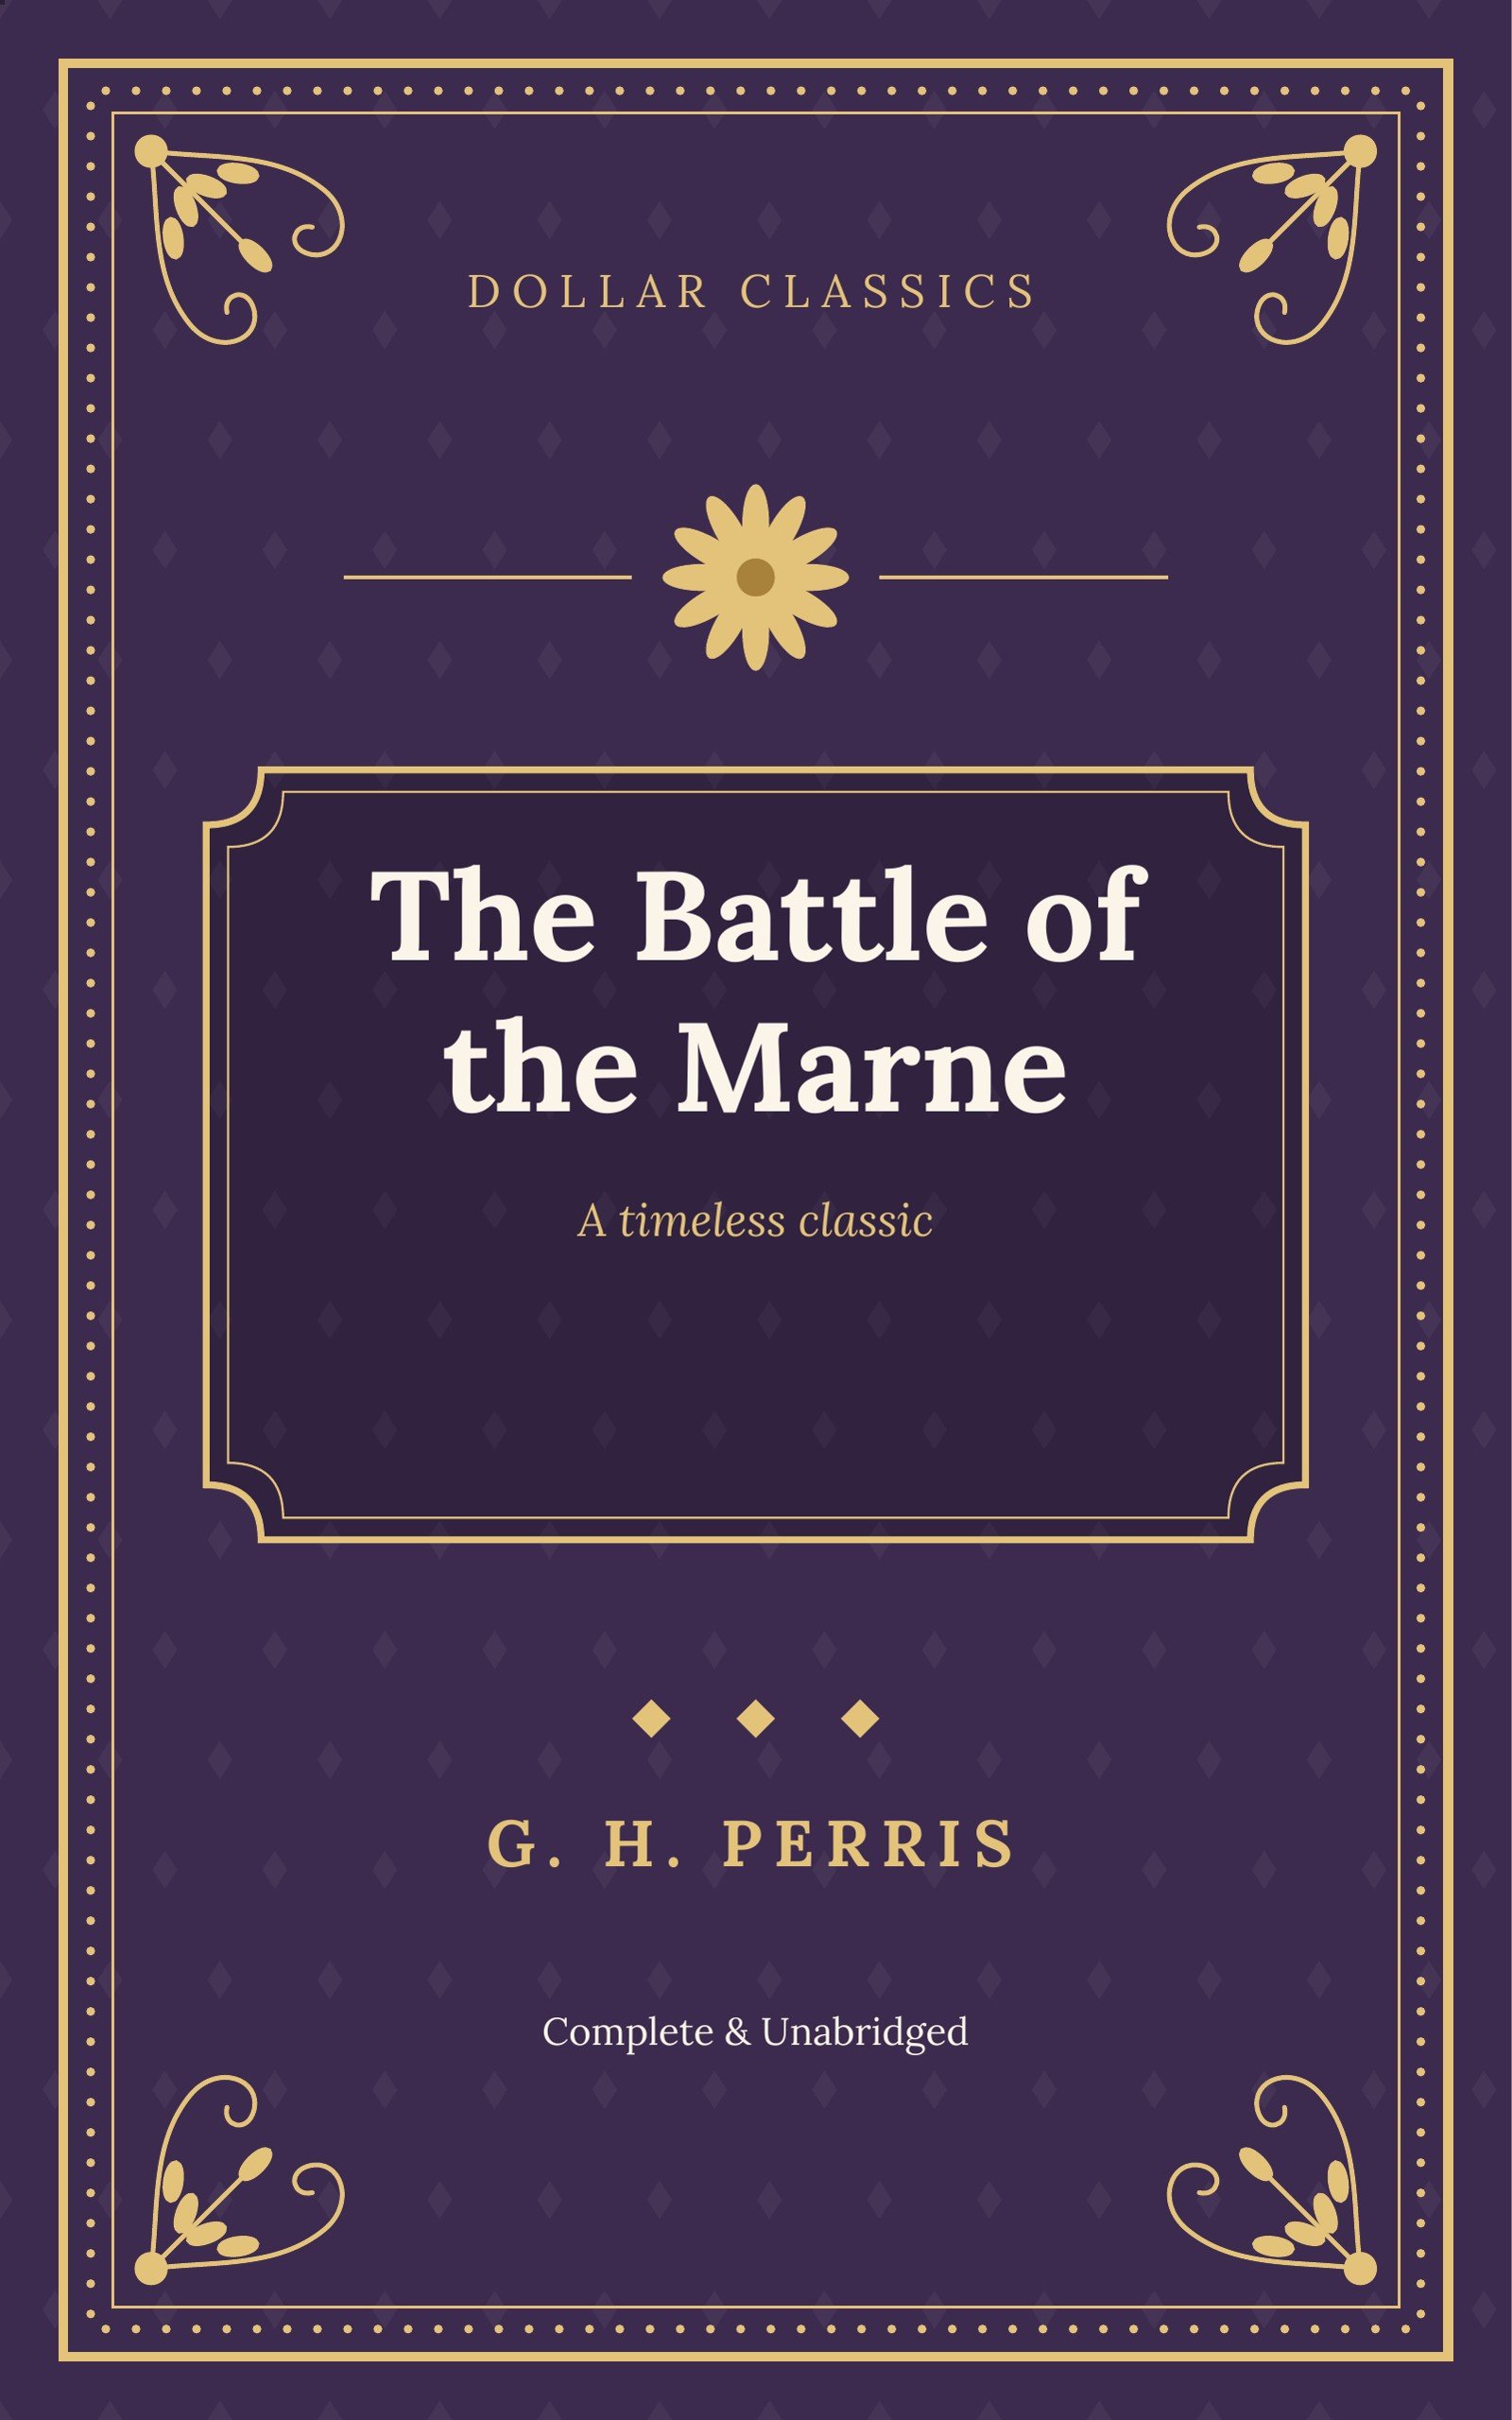 DOLLAR CLASSICS
The Battle of
the Marne
A timeless classic
G. H. PERRIS
Complete & Unabridged